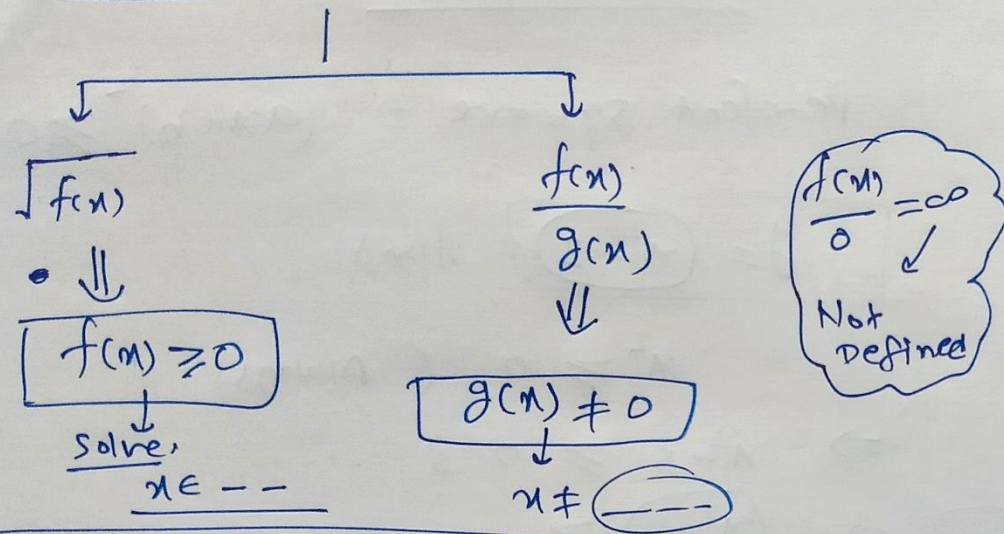 √f(x)
⇓
f(x) ≥ 0
↓
Solve,
x ∈ - -
f(x)/g(x)
⇓
g(x) ≠ 0
↓
x ≠ - - -
f(x)/0 = ∞
↙
Not
Defined